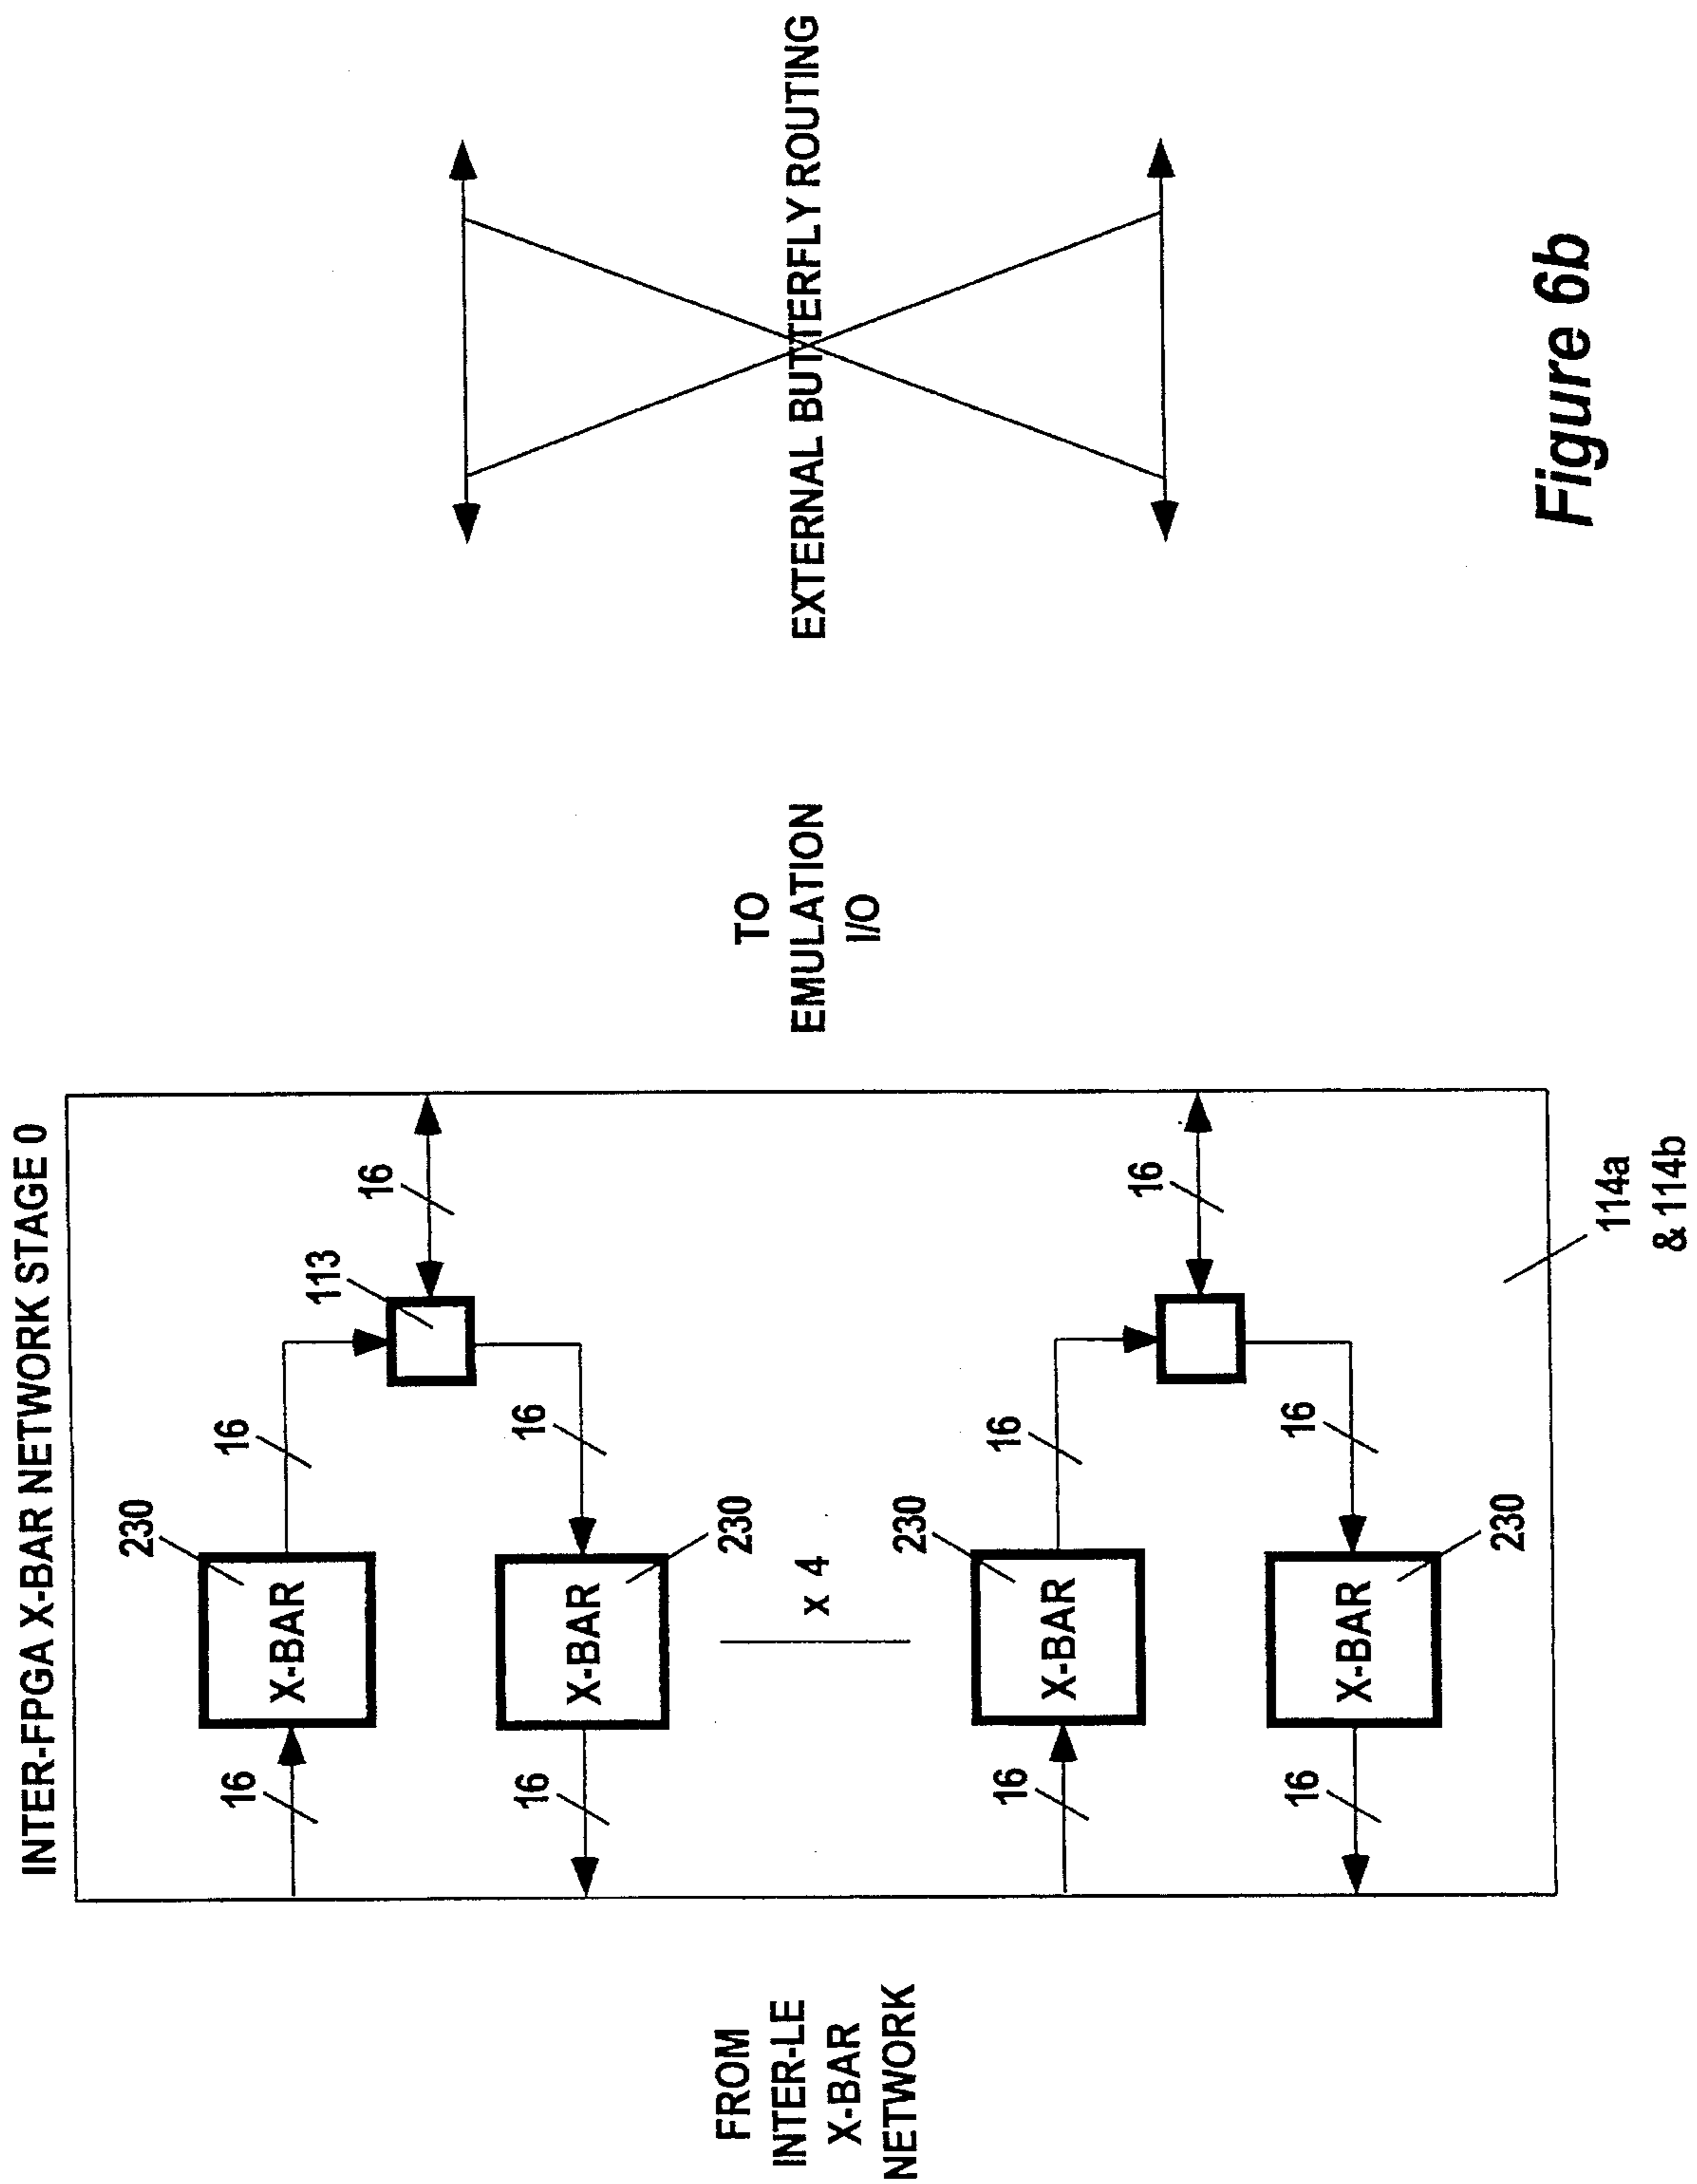 INTER-FPGA X-BAR NETWORK STAGE 0
230
16
X-BAR
16
113
16
16
X-BAR
16
230
FROM
INTER-LE
X-BAR
NETWORK
x 4
TO
EMULATION
I/O
EXTERNAL BUTTERFLY ROUTING
230
16
X-BAR
16
16
16
X-BAR
16
230
114a
& 114b
Figure 6b